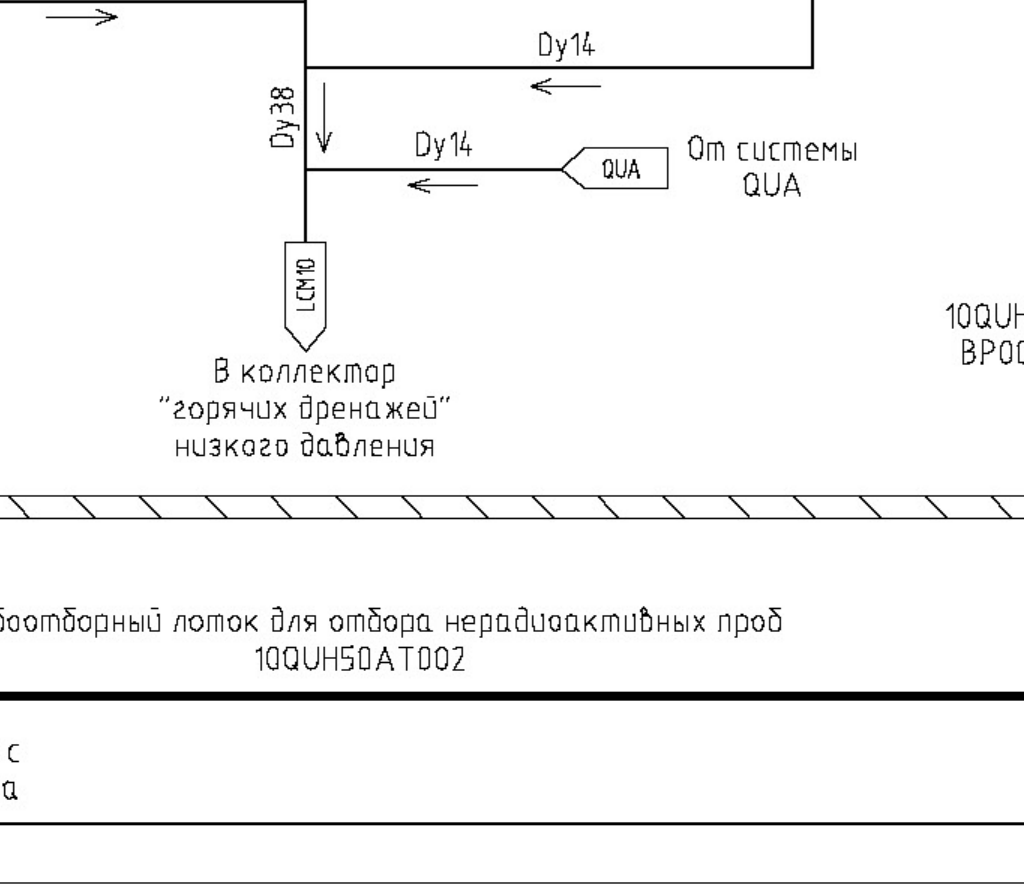 Dy14
Dy38
Dy14
QUA
От системы
QUA
LCM10
В коллектор
"горячих дренажей"
низкого давления
10QUH
BP00
боотборный лоток для отбора нерадиоактивных проб
10QUH50AT002
с
а